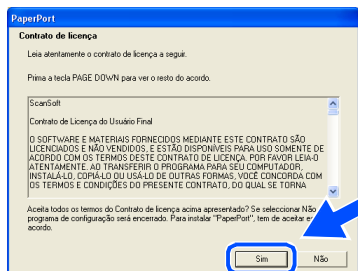 PaperPort
Contrato de licença
Leia atentamente o contrato de licença a seguir.
Prima a tecla PAGE DOWN para ver o resto do acordo.
ScanSoft
Contrato de Licença do Usuário Final
O SOFTWARE E MATERIAIS FORNECIDOS MEDIANTE ESTE CONTRATO SÃO
LICENCIADOS E NÃO VENDIDOS, E ESTÃO DISPONÍVEIS PARA USO SOMENTE DE
ACORDO COM OS TERMOS DESTE CONTRATO DE LICENÇA. POR FAVOR LEIA-O
ATENTAMENTE. AO TRANSFERIR O PROGRAMA PARA SEU COMPUTADOR,
INSTALÁ-LO, COPIÁ-LO OU USÁ-LO DE OUTRAS FORMAS, VOCÊ CONCORDA COM
OS TERMOS E CONDIÇÕES DO PRESENTE CONTRATO, DO QUAL SE TORNA
Aceita todos os termos do Contrato de licença acima apresentado? Se seleccionar Não
programa de configuração será encerrado. Para instalar "PaperPort", tem de aceitar
acordo.
Sim
Não